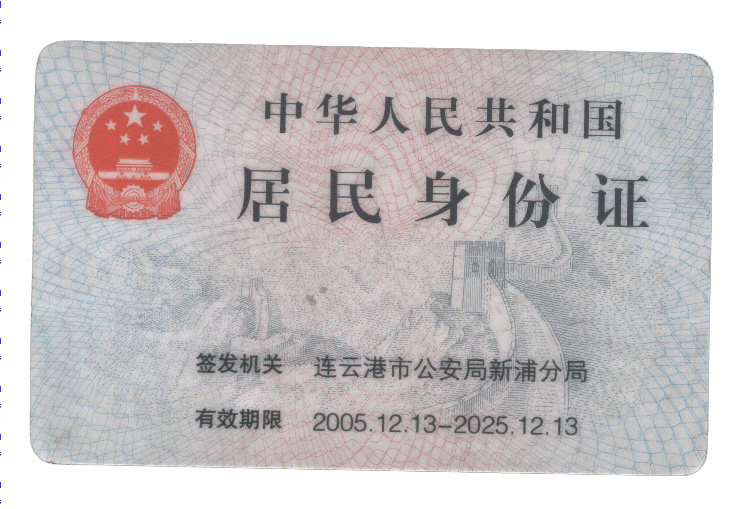 中华人民共和国
居民身份证
签发机关 连云港市公安局新浦分局
有效期限 2005.12.13-2025.12.13